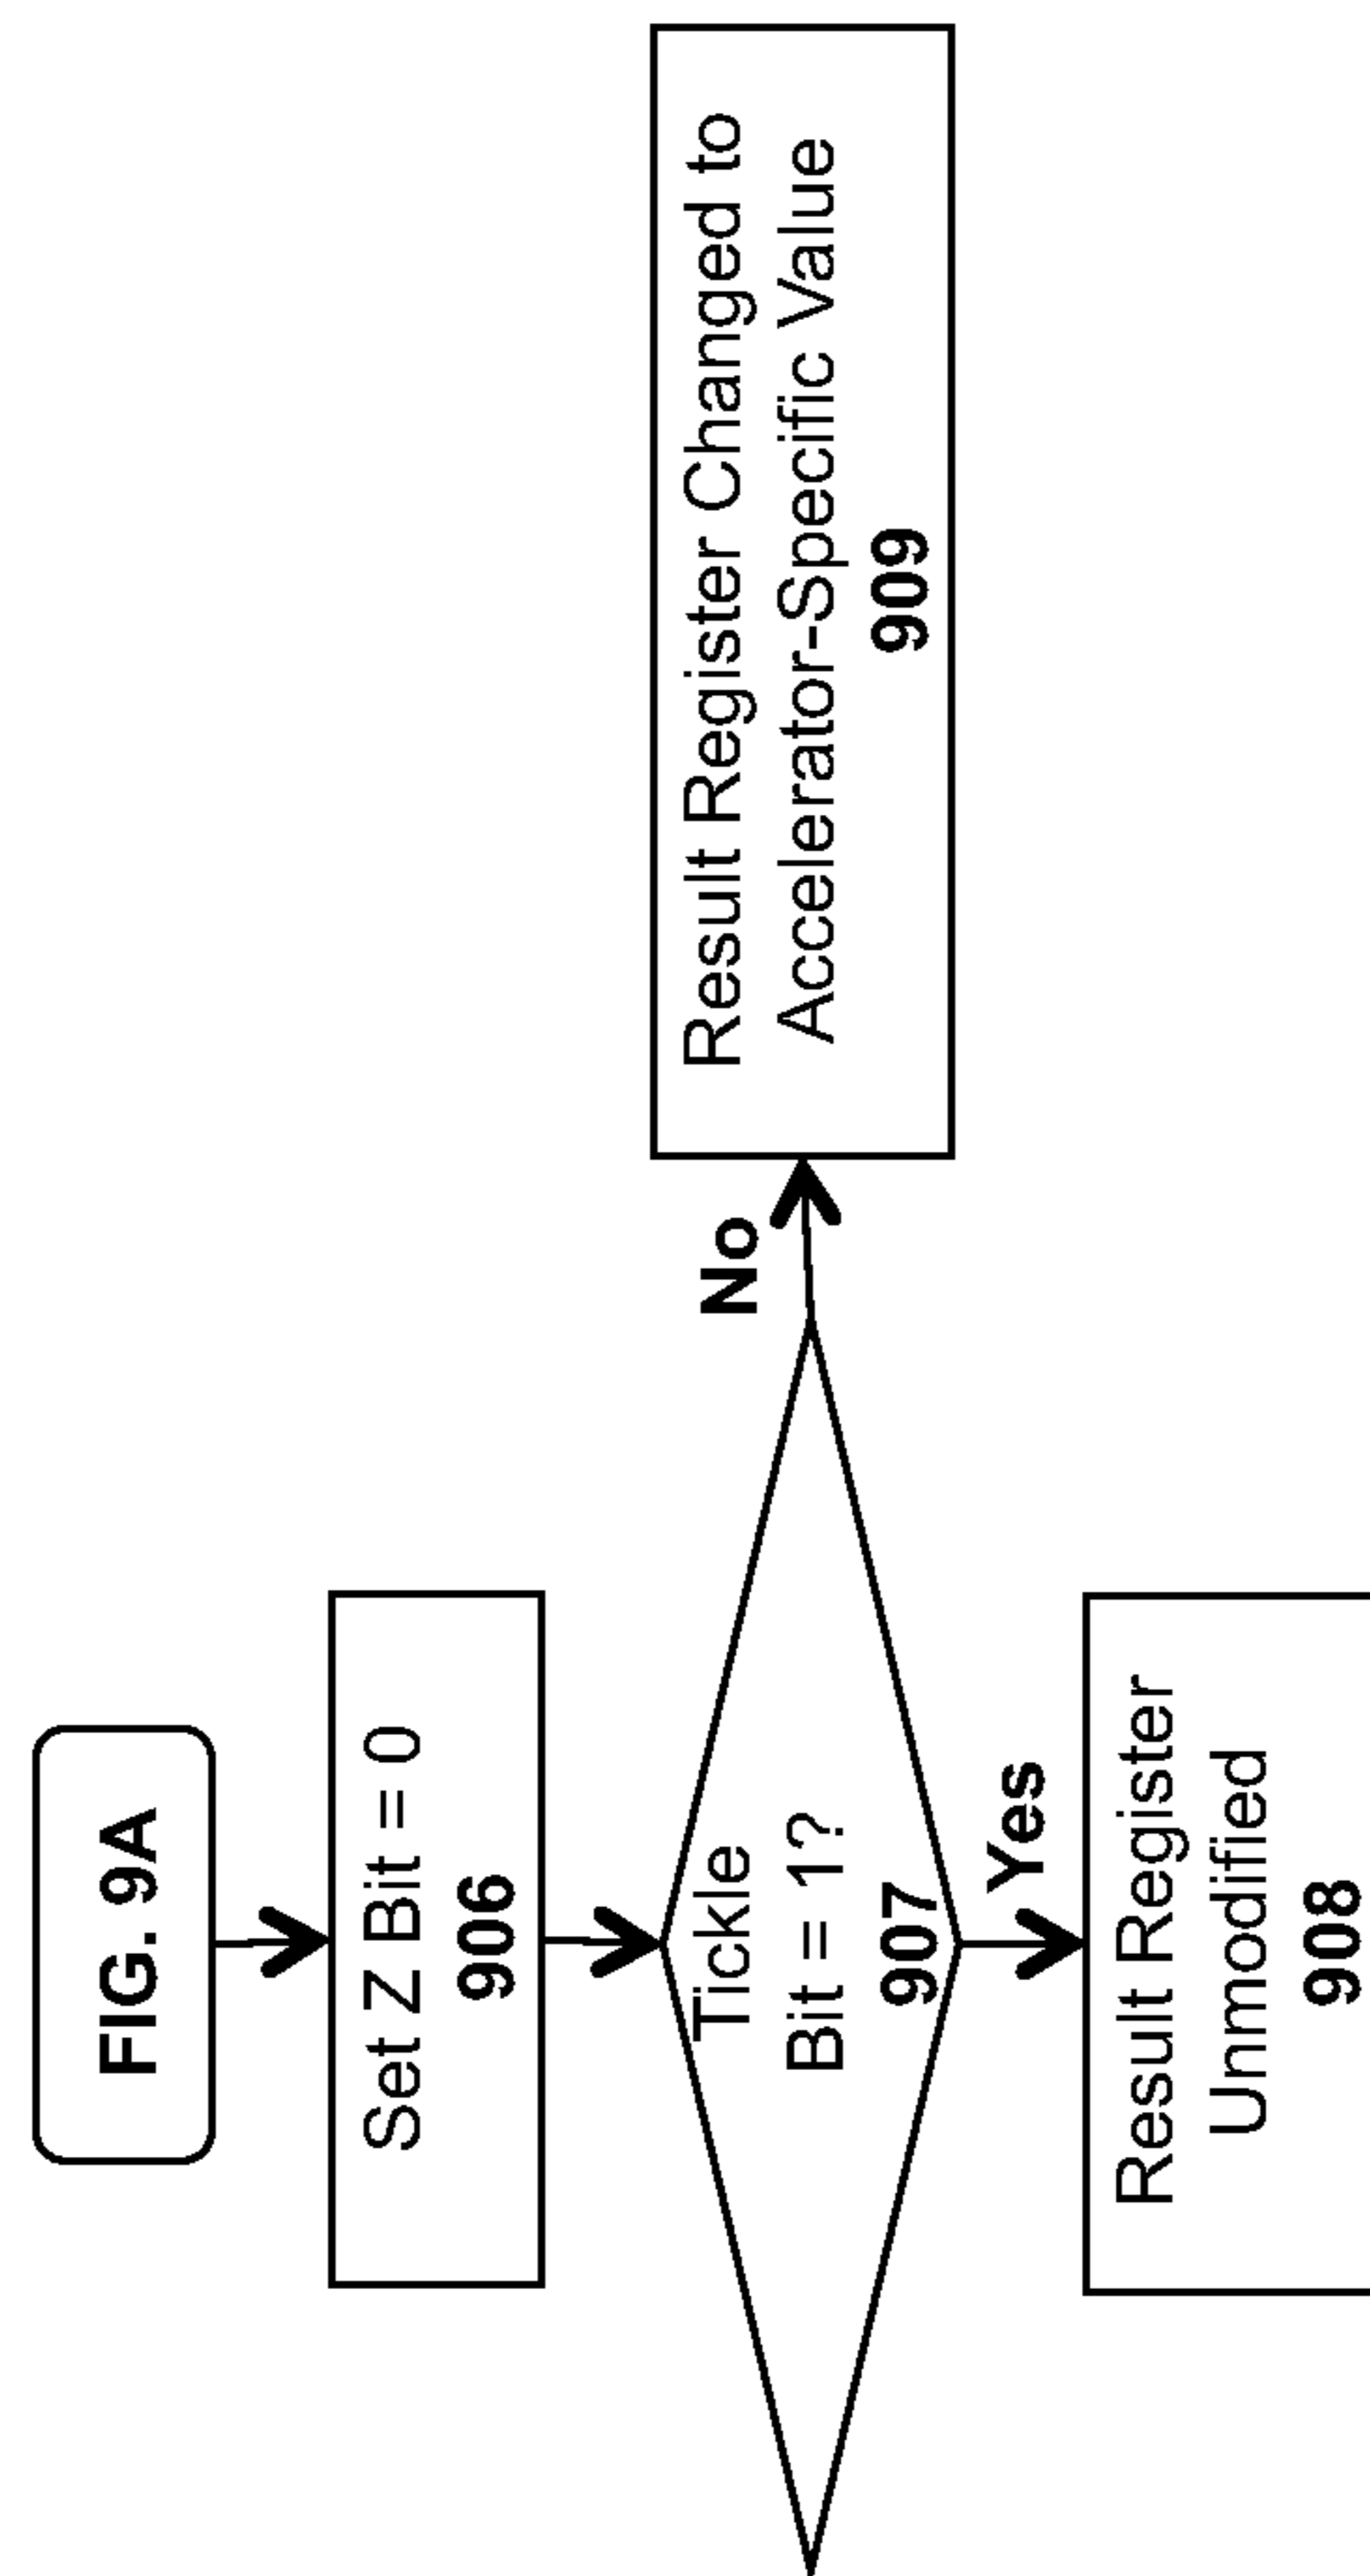 FIG. 9A
Set Z Bit = 0
906
Tickle
Bit = 1?
907
No
Result Register Changed to
Accelerator-Specific Value
909
Yes
Result Register
Unmodified
908